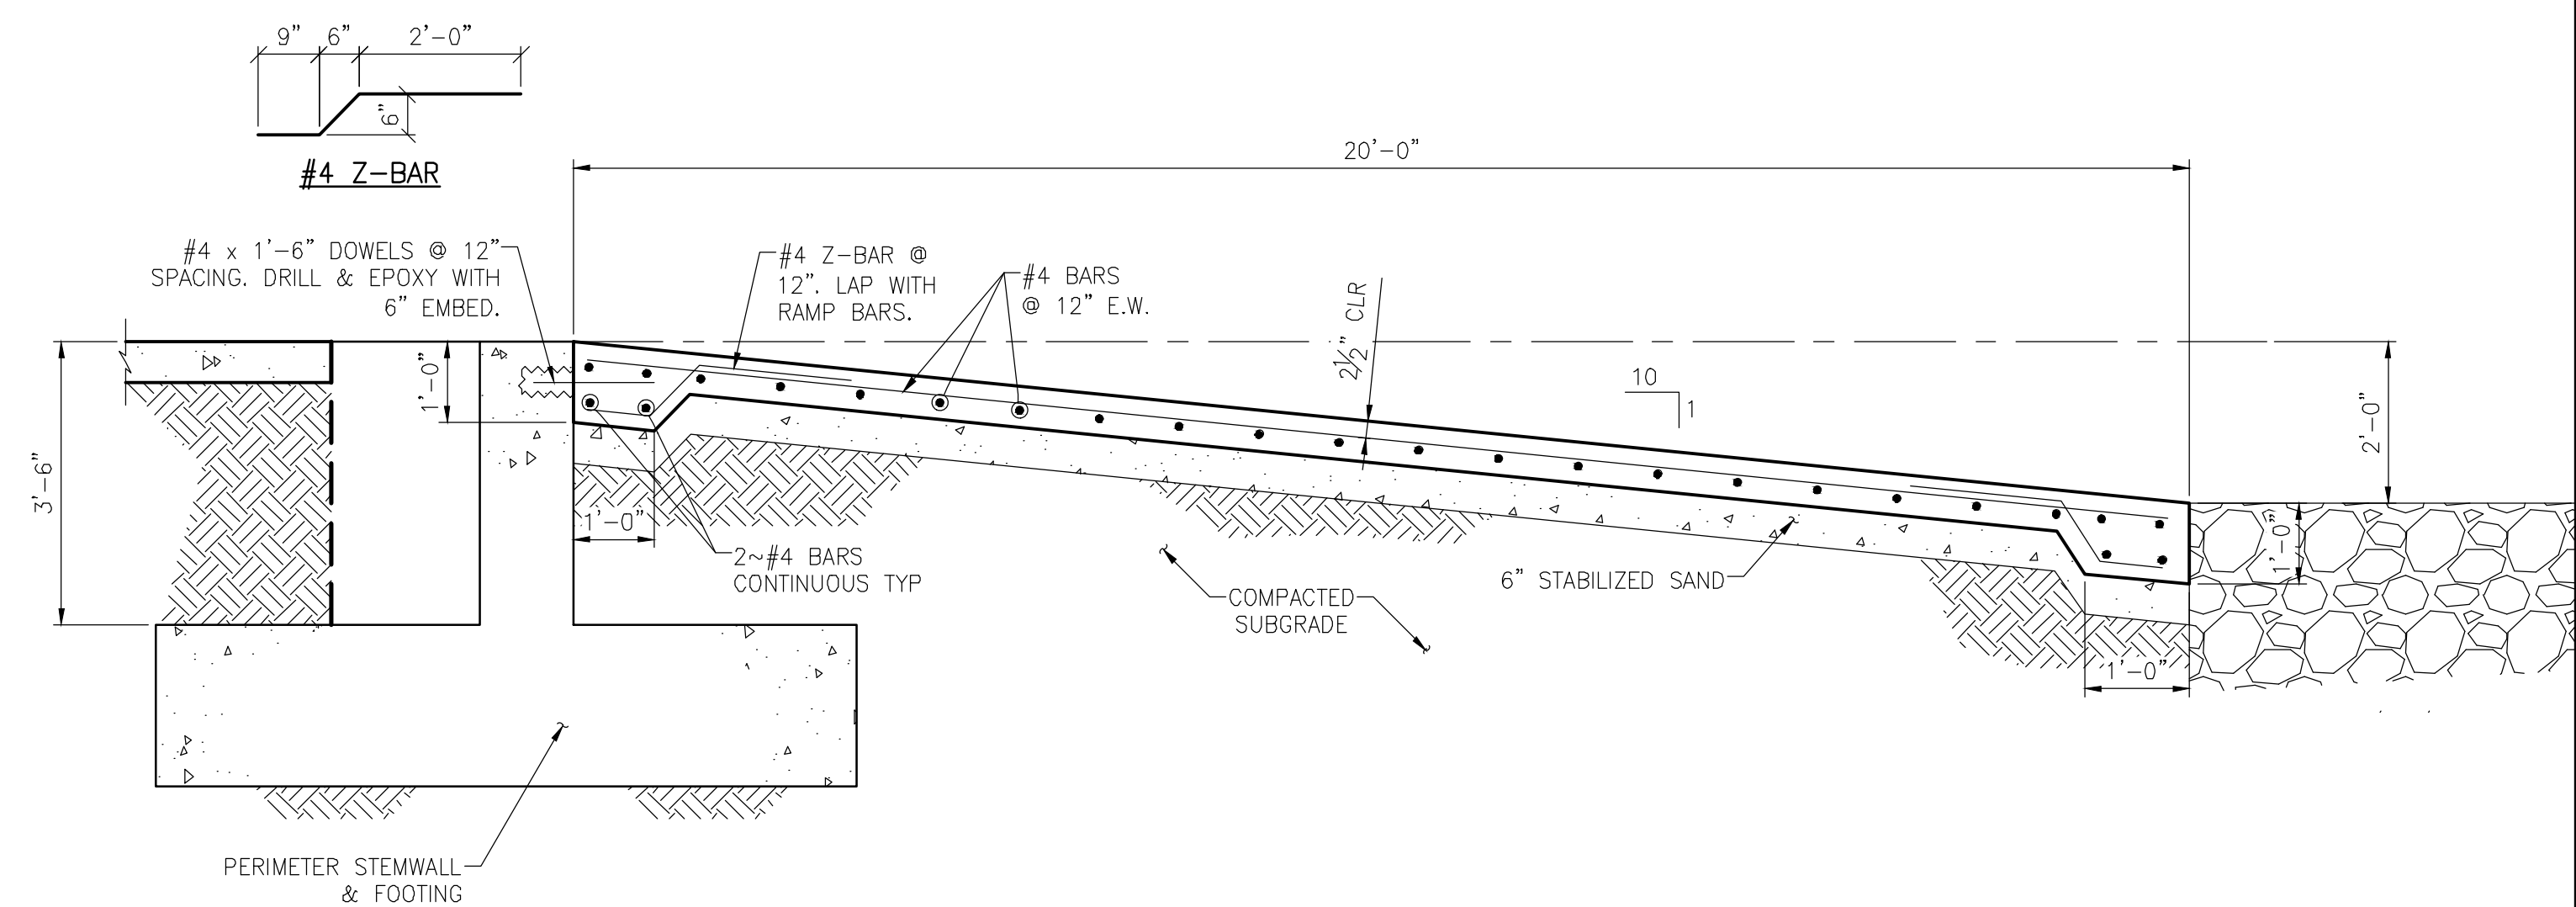 9” 6” 2’-0”
6”
#4 Z-BAR
20’-0”
#4 x 1’-6” DOWELS @ 12”
SPACING. DRILL & EPOXY WITH
6” EMBED.
#4 Z-BAR @
12”. LAP WITH
RAMP BARS.
#4 BARS
@ 12” E.W.
2½” CLR
10
1
1’-0”
2’-0”
3’-6”
1’-0”
2~#4 BARS
CONTINUOUS TYP
COMPACTED
SUBGRADE
6” STABILIZED SAND
1’-0”
1’-0”
PERIMETER STEMWALL
& FOOTING